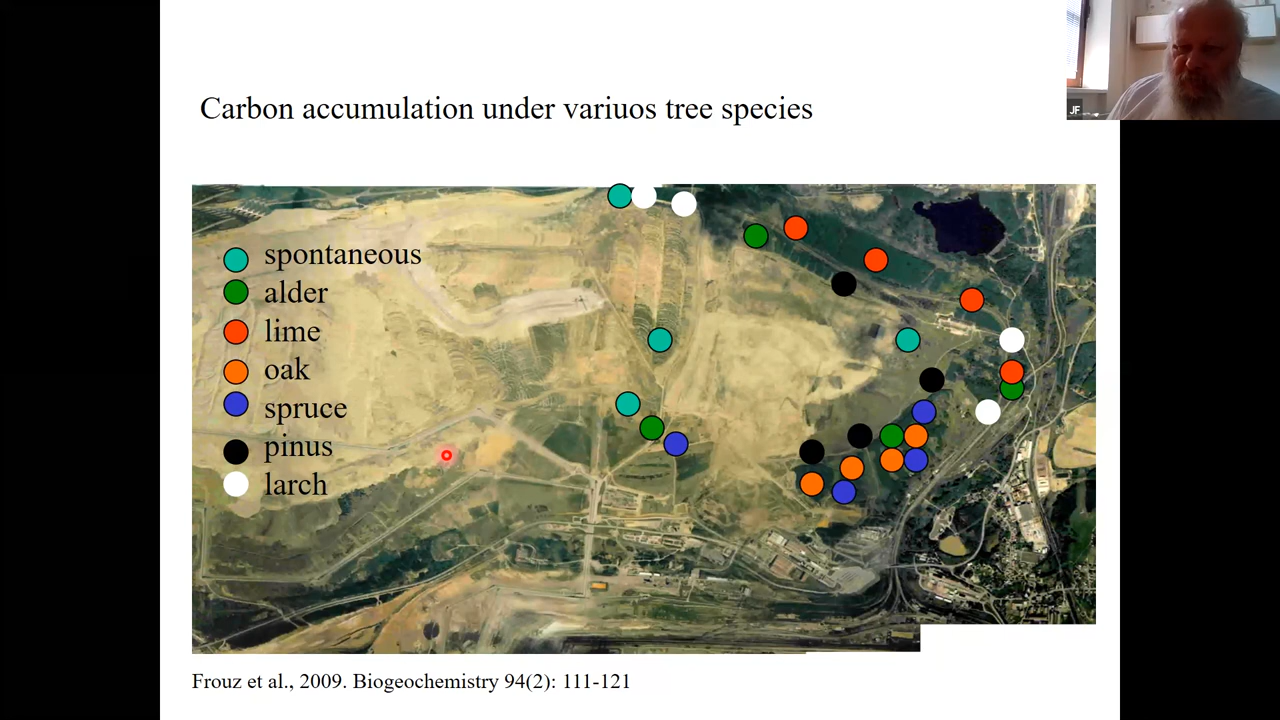 JF
Carbon accumulation under variuos tree species
spontaneous
alder
lime
oak
spruce
pinus
larch
Frouz et al., 2009. Biogeochemistry 94(2): 111-121